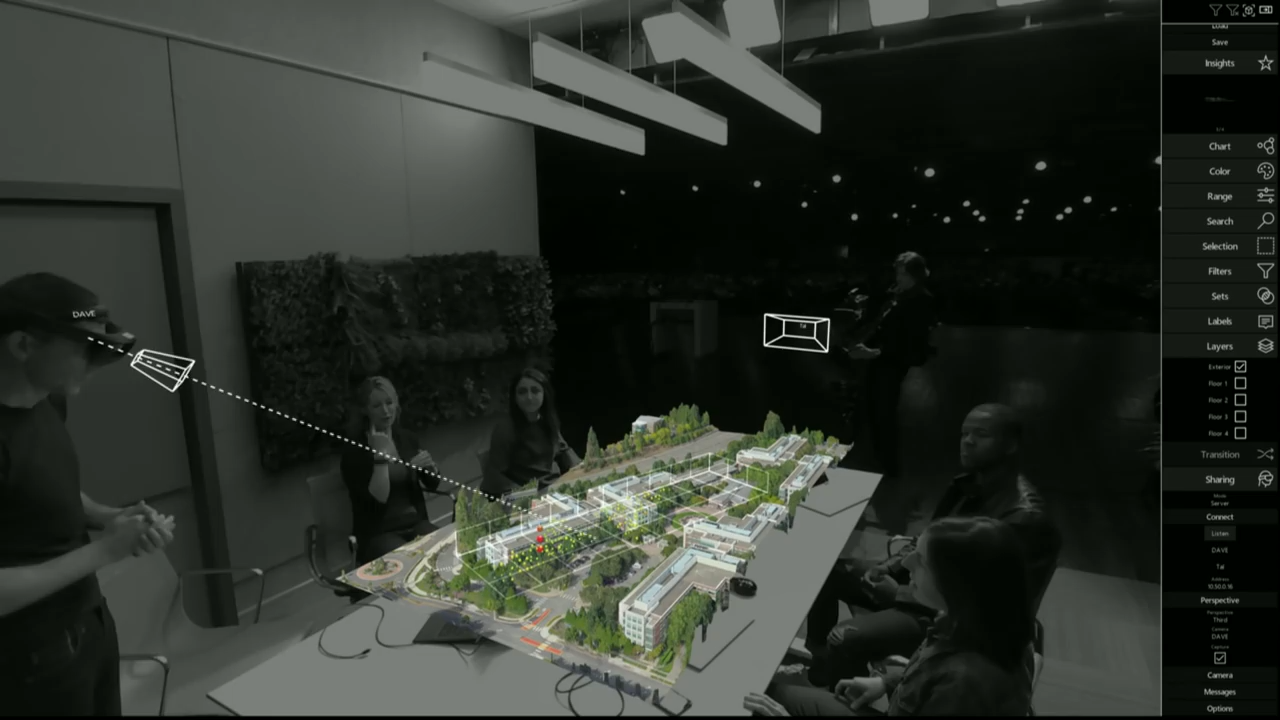 Load
Save
Insights
Chart
Color
Range
Search
Selection
Filters
Sets
Labels
Layers
Exterior
Floor 1
Floor 2
Floor 3
Floor 4
Transition
Sharing
Mode
Server
Connect
Listen
DAVE
Tal
Address
10.50.0.16
Perspective
Perspective
Third
Camera
DAVE
Capture
Camera
Messages
Options
DAVE
Tal